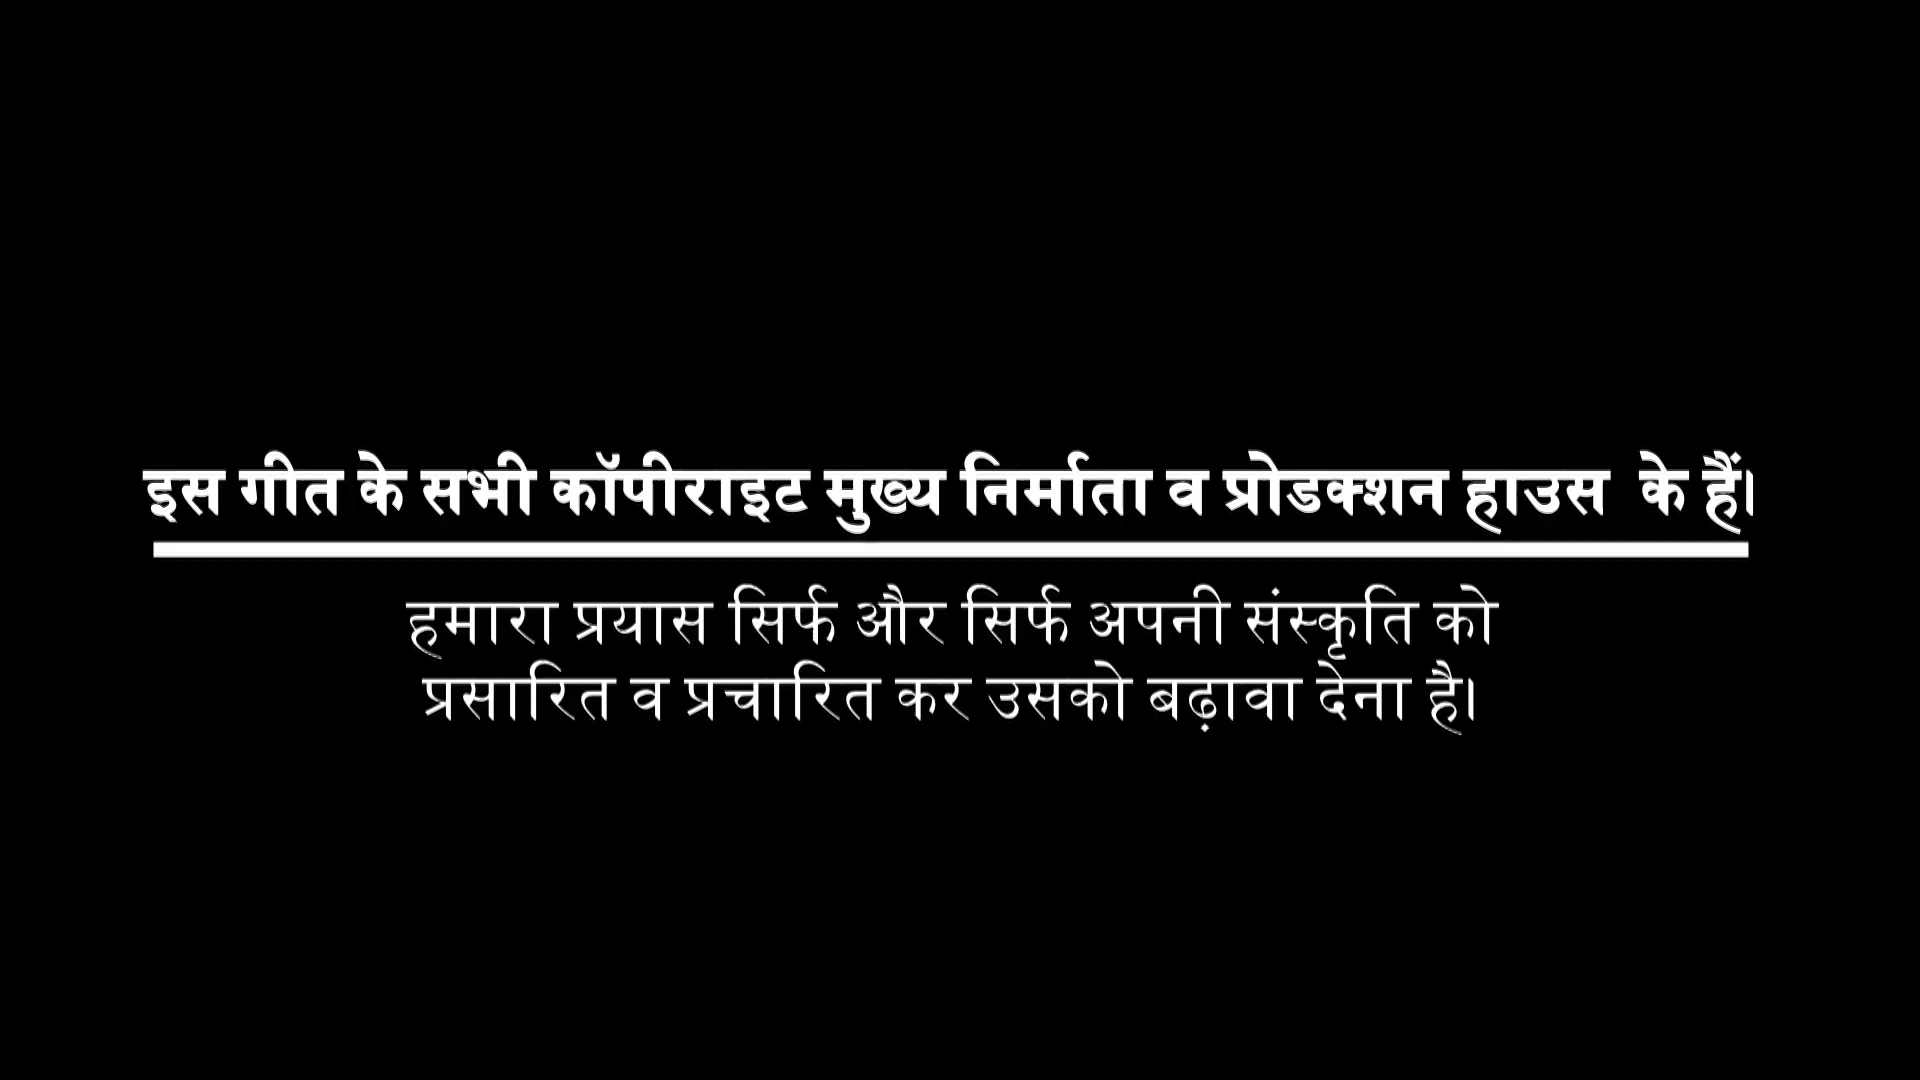 इस गीत के सभी कॉपीराइट मुख्य निर्माता व प्रोडक्शन हाउस  के हैं।
हमारा प्रयास सिर्फ और सिर्फ अपनी संस्कृति को
प्रसारित व प्रचारित कर उसको बढ़ावा देना है।